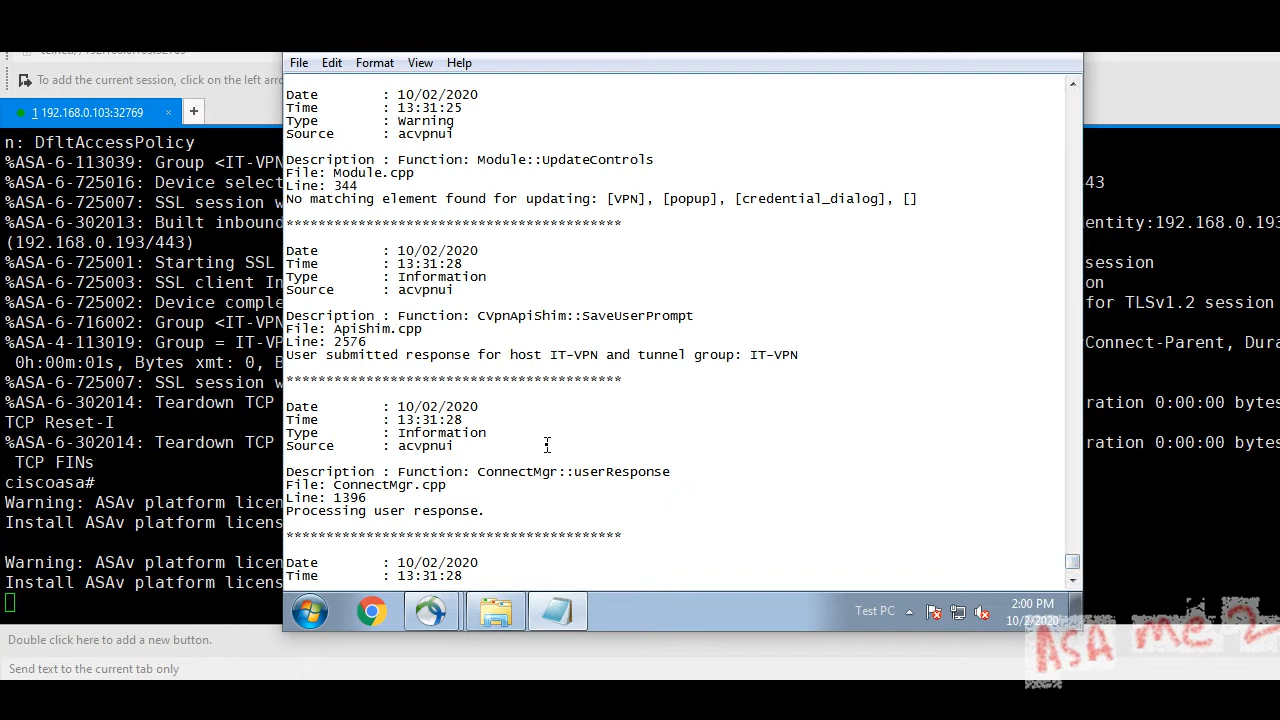 To add the current session, click on the left arro
1 192.168.0.103:32769 × +
n: DfltAccessPolicy
%ASA-6-113039: Group <IT-VPN
%ASA-6-725016: Device select
43
%ASA-6-725007: SSL session w
%ASA-6-302013: Built inbound
dentity:192.168.0.193
(192.168.0.193/443)
%ASA-6-725001: Starting SSL
session
%ASA-6-725003: SSL client In
on
%ASA-6-725002: Device comple
for TLSv1.2 session
%ASA-6-716002: Group <IT-VPN
%ASA-4-113019: Group = IT-VP
Connect-Parent, Dura
0h:00m:01s, Bytes xmt: 0, B
%ASA-6-725007: SSL session w
%ASA-6-302014: Teardown TCP
ration 0:00:00 bytes
TCP Reset-I
%ASA-6-302014: Teardown TCP
ration 0:00:00 bytes
TCP FINs
ciscoasa#
Warning: ASAv platform licen
Install ASAv platform licens
Warning: ASAv platform licen
Install ASAv platform licens
File Edit Format View Help
Date : 10/02/2020
Time : 13:31:25
Type : Warning
Source : acvpnui
Description : Function: Module::UpdateControls
File: Module.cpp
Line: 344
No matching element found for updating: [VPN], [popup], [credential_dialog], []
******************************************
Date : 10/02/2020
Time : 13:31:28
Type : Information
Source : acvpnui
Description : Function: CVpnApiShim::SaveUserPrompt
File: ApiShim.cpp
Line: 2576
User submitted response for host IT-VPN and tunnel group: IT-VPN
******************************************
Date : 10/02/2020
Time : 13:31:28
Type : Information
Source : acvpnui
Description : Function: ConnectMgr::userResponse
File: ConnectMgr.cpp
Line: 1396
Processing user response.
******************************************
Date : 10/02/2020
Time : 13:31:28
Test PC
2:00 PM
10/2/2020
Double click here to add a new button.
Send text to the current tab only
ASA me 2